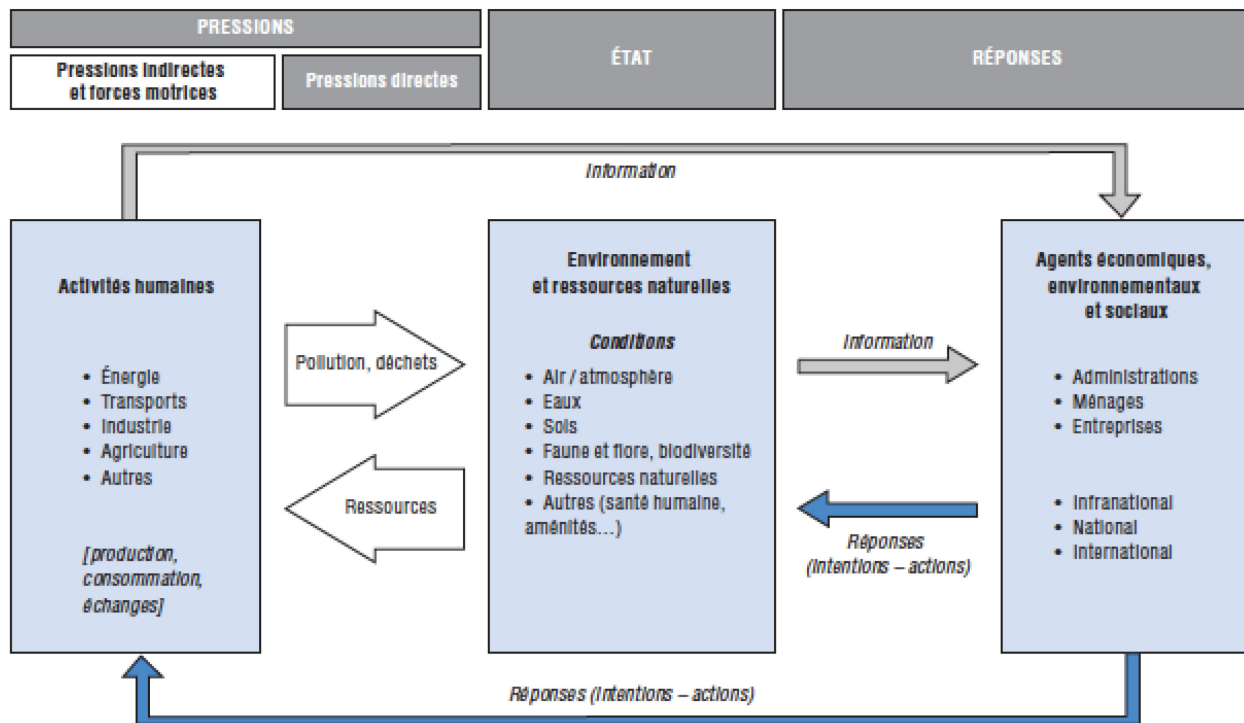 PRESSIONS
Pressions indirectes
et forces motrices
Pressions directes
ÉTAT
RÉPONSES
Information
Activités humaines
• Énergie
• Transports
• Industrie
• Agriculture
• Autres
[production,
consommation,
échanges]
Pollution, déchets
Ressources
Environnement
et ressources naturelles
Conditions
• Air / atmosphère
• Eaux
• Sols
• Faune et flore, biodiversité
• Ressources naturelles
• Autres (santé humaine,
aménités…)
Information
Réponses
(Intentions – actions)
Agents économiques,
environnementaux
et sociaux
• Administrations
• Ménages
• Entreprises
• Infranational
• National
• International
Réponses (Intentions – actions)